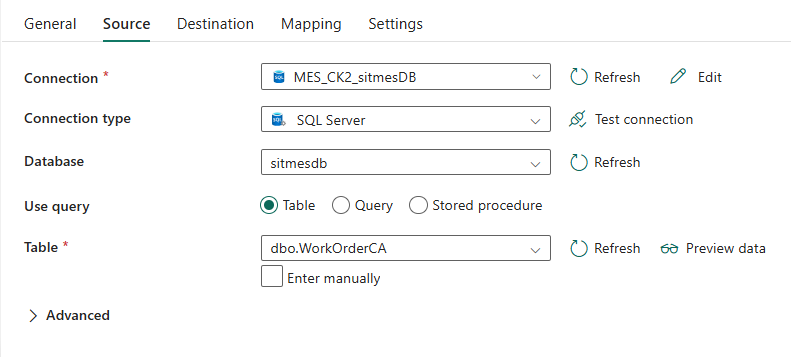 General Source Destination Mapping Settings
Connection * MES_CK2_sitmesDB Refresh Edit
Connection type SQL Server Test connection
Database sitmesdb Refresh
Use query Table Query Stored procedure
Table * dbo.WorkOrderCA Refresh Preview data
Enter manually
Advanced